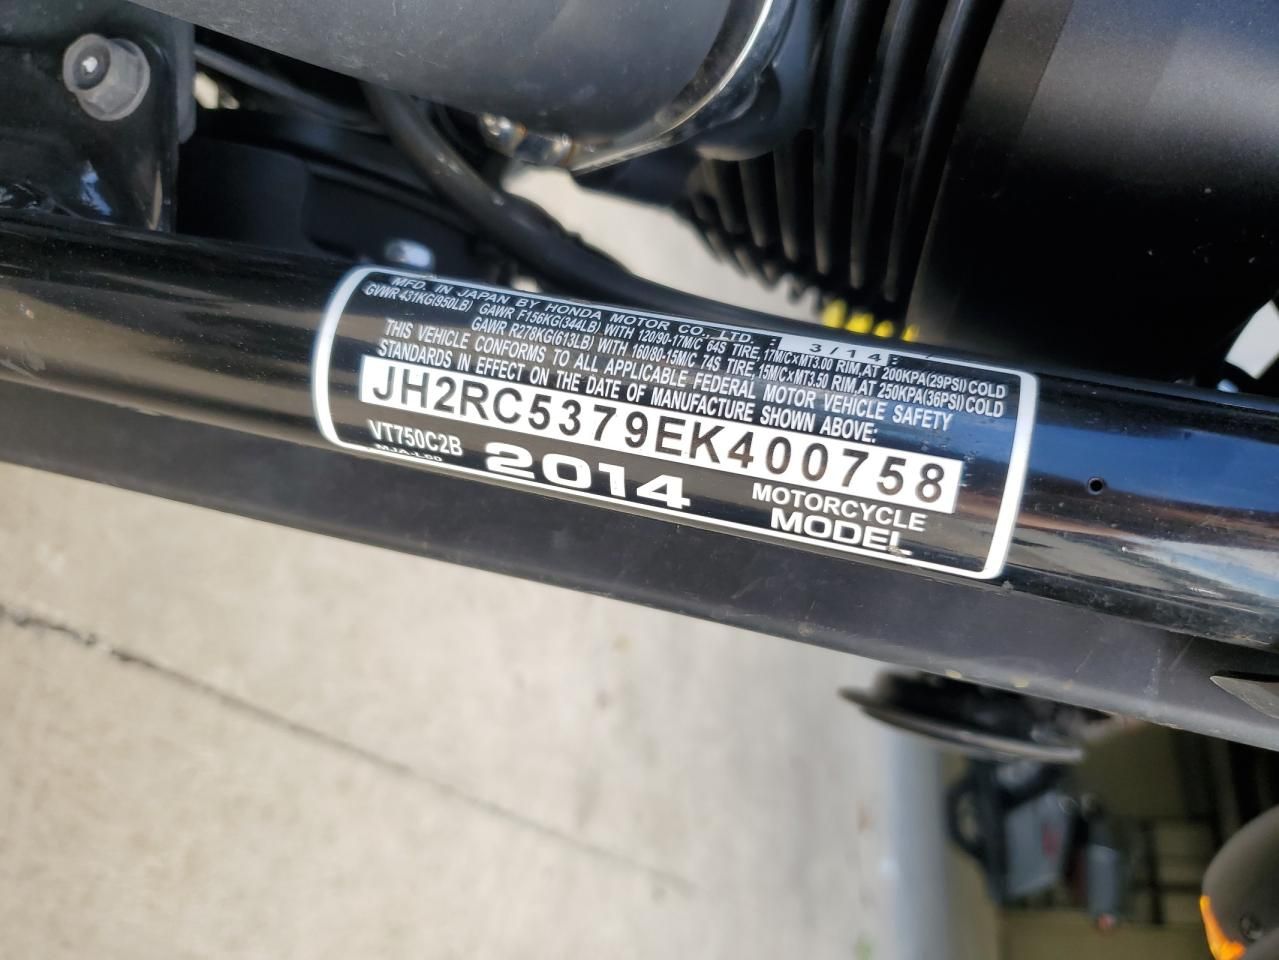 MFD. IN JAPAN BY HONDA MOTOR CO., LTD. : 3/14
GVWR 431KG(950LB) GAWR F156KG(344LB) WITH 120/90-17M/C 64S TIRE, 17M/C×MT3.00 RIM, AT 200KPA(29PSI) COLD
GAWR R278KG(613LB) WITH 160/80-15M/C 74S TIRE, 15M/C×MT3.50 RIM, AT 250KPA(36PSI) COLD
THIS VEHICLE CONFORMS TO ALL APPLICABLE FEDERAL MOTOR VEHICLE SAFETY
STANDARDS IN EFFECT ON THE DATE OF MANUFACTURE SHOWN ABOVE:
JH2RC5379EK400758
VT750C2B 2014 MOTORCYCLE
MJA-L60 MODEL